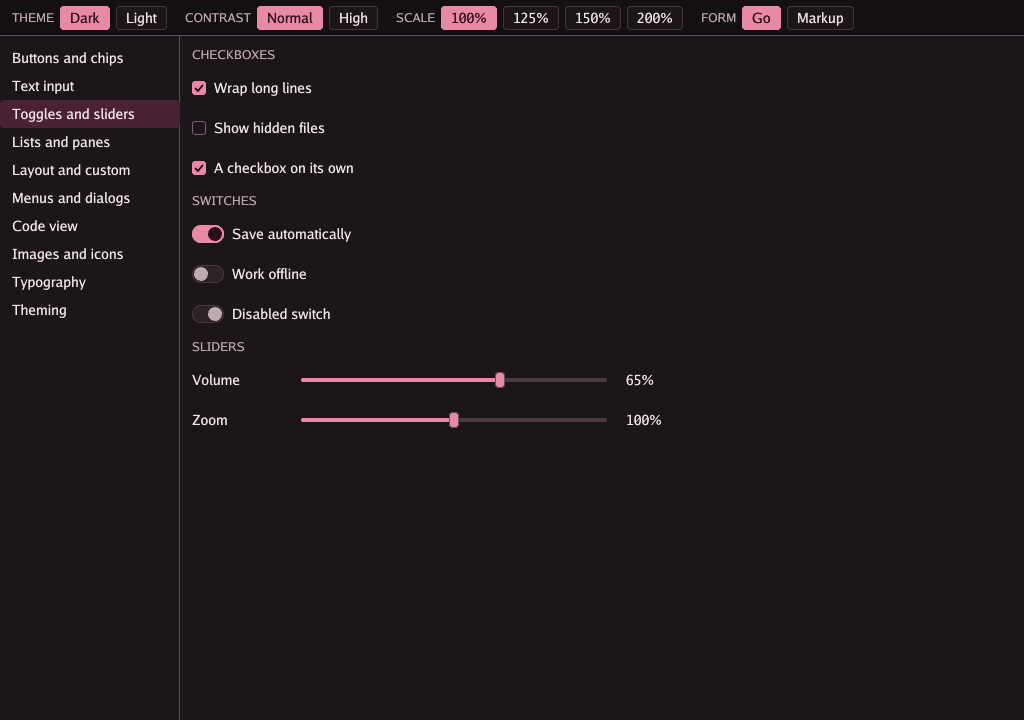 THEME Dark Light CONTRAST Normal High SCALE 100% 125% 150% 200% FORM Go Markup
Buttons and chips
Text input
Toggles and sliders
Lists and panes
Layout and custom
Menus and dialogs
Code view
Images and icons
Typography
Theming
CHECKBOXES
Wrap long lines
Show hidden files
A checkbox on its own
SWITCHES
Save automatically
Work offline
Disabled switch
SLIDERS
Volume 65%
Zoom 100%